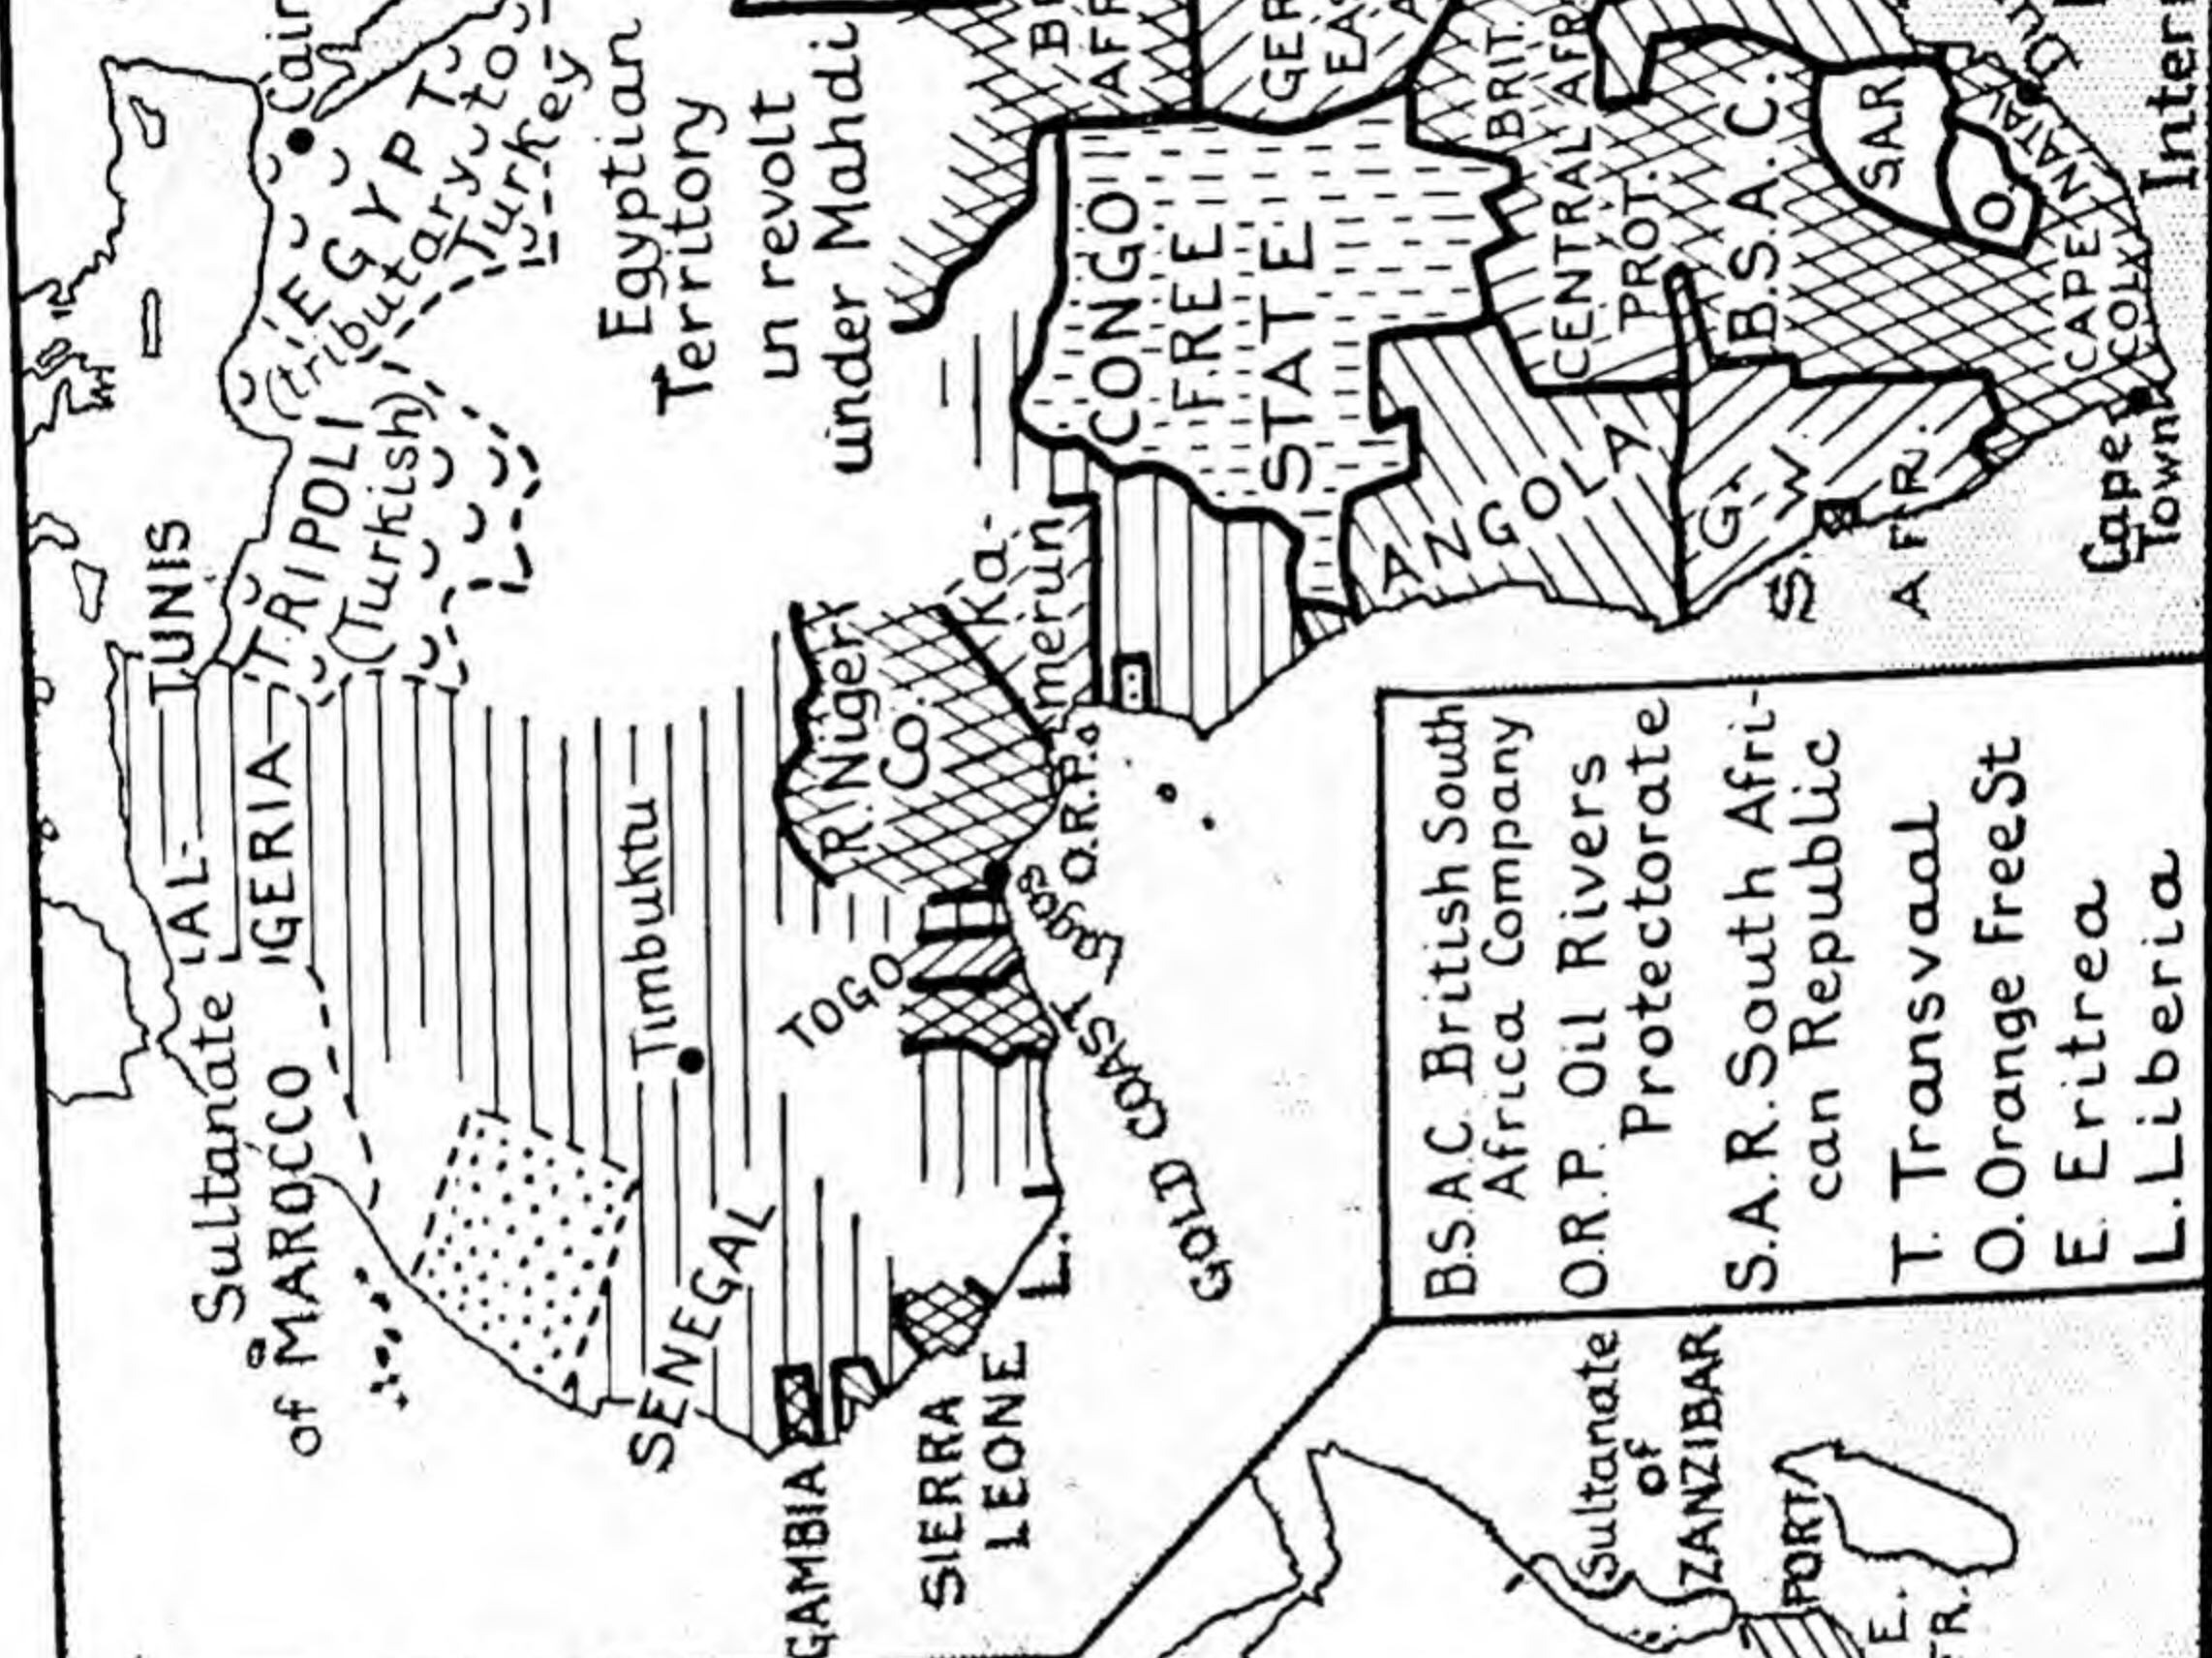 TUNIS
Sultanate
of MAROCCO
AL-
GERIA
TRIPOLI
(Turkish)
EGYPT
(tributary to
Turkey
Egyptian
Territory
in revolt
under Mahdi
Timbuktu
SENEGAL
GAMBIA
SIERRA
LEONE
L.
GOLD COAST
TOGO
Lagos
O.R.P.
R. Niger
Co.
Ka-
merun
CONGO
FREE
STATE
ANGOLA
BRIT.
CENTRAL AFR.
PROT.
B.S.A.C.
G.
S. W.
AFR.
S.A.R.
O.
NATAL
CAPE
COL.
Cape
Town
B.S.A.C. British South
Africa Company
O.R.P. Oil Rivers
Protectorate
S.A.R. South Afri-
can Republic
T. Transvaal
O. Orange Free St
E. Eritrea
L. Liberia
Sultanate
of
ZANZIBAR
PORT
E.